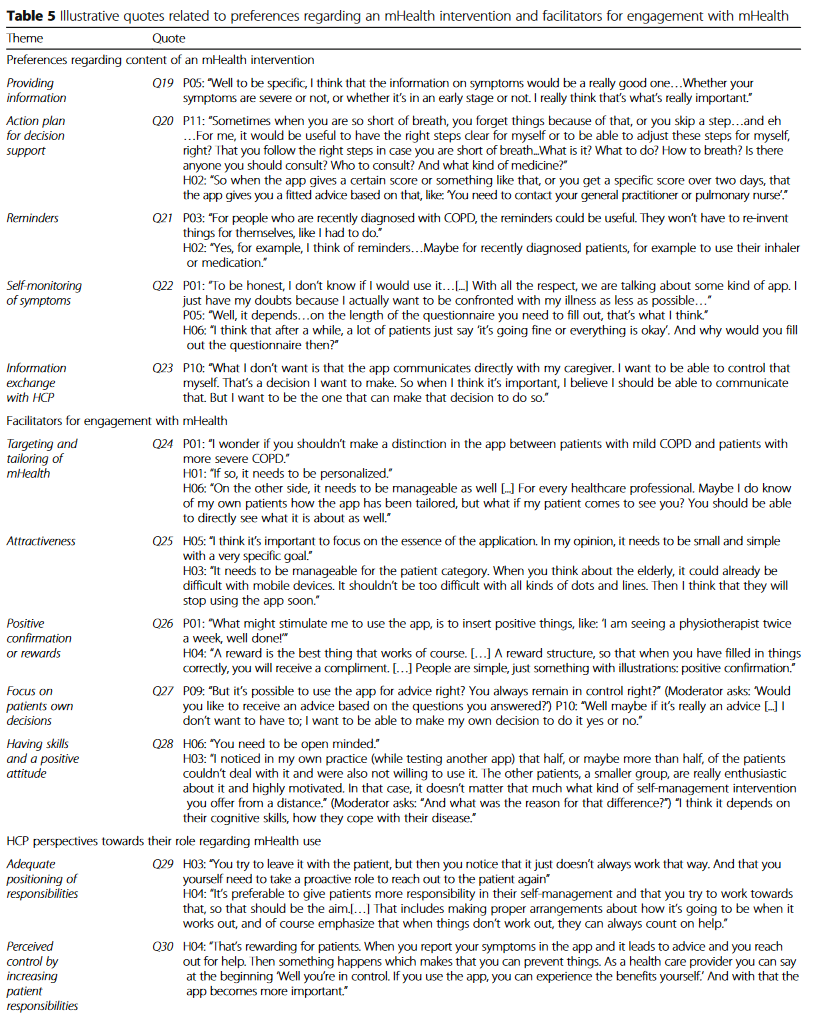 Table 5 Illustrative quotes related to preferences regarding an mHealth intervention and facilitators for engagement with mHealth
Theme Quote
Preferences regarding content of an mHealth intervention
Providing Q19 P05: “Well to be specific, I think that the information on symptoms would be a really good one…Whether your
information symptoms are severe or not, or whether it’s in an early stage or not. I really think that’s what’s really important.”
Action plan Q20 P11: “Sometimes when you are so short of breath, you forget things because of that, or you skip a step…and eh
for decision …For me, it would be useful to have the right steps clear for myself or to be able to adjust these steps for myself,
support right? That you follow the right steps in case you are short of breath...What is it? What to do? How to breath? Is there
anyone you should consult? Who to consult? And what kind of medicine?”
H02: “So when the app gives a certain score or something like that, or you get a specific score over two days, that
the app gives you a fitted advice based on that, like: ‘You need to contact your general practitioner or pulmonary nurse’.”
Reminders Q21 P03: “For people who are recently diagnosed with COPD, the reminders could be useful. They won’t have to re-invent
things for themselves, like I had to do.”
H02: “Yes, for example, I think of reminders…Maybe for recently diagnosed patients, for example to use their inhaler
or medication.”
Self-monitoring Q22 P01: “To be honest, I don’t know if I would use it…[...] With all the respect, we are talking about some kind of app. I
of symptoms just have my doubts because I actually want to be confronted with my illness as less as possible…”
P05: “Well, it depends…on the length of the questionnaire you need to fill out, that’s what I think.”
H06: “I think that after a while, a lot of patients just say ‘it’s going fine or everything is okay’. And why would you fill
out the questionnaire then?”
Information Q23 P10: “What I don’t want is that the app communicates directly with my caregiver. I want to be able to control that
exchange myself. That’s a decision I want to make. So when I think it’s important, I believe I should be able to communicate
with HCP that. But I want to be the one that can make that decision to do so.”
Facilitators for engagement with mHealth
Targeting and Q24 P01: “I wonder if you shouldn’t make a distinction in the app between patients with mild COPD and patients with
tailoring of more severe COPD.”
mHealth H01: “If so, it needs to be personalized.”
H06: “On the other side, it needs to be manageable as well [...] For every healthcare professional. Maybe I do know
of my own patients how the app has been tailored, but what if my patient comes to see you? You should be able
to directly see what it is about as well.”
Attractiveness Q25 H05: “I think it’s important to focus on the essence of the application. In my opinion, it needs to be small and simple
with a very specific goal.”
H03: “It needs to be manageable for the patient category. When you think about the elderly, it could already be
difficult with mobile devices. It shouldn’t be too difficult with all kinds of dots and lines. Then I think that they will
stop using the app soon.”
Positive Q26 P01: “What might stimulate me to use the app, is to insert positive things, like: ‘I am seeing a physiotherapist twice
confirmation a week, well done!’”
or rewards H04: “A reward is the best thing that works of course. […] A reward structure, so that when you have filled in things
correctly, you will receive a compliment. […] People are simple, just something with illustrations: positive confirmation.”
Focus on Q27 P09: “But it’s possible to use the app for advice right? You always remain in control right?” (Moderator asks: ‘Would
patients own you like to receive an advice based on the questions you answered?’) P10: “Well maybe if it’s really an advice [...] I
decisions don’t want to have to; I want to be able to make my own decision to do it yes or no.”
Having skills Q28 H06: “You need to be open minded.”
and a positive H03: “I noticed in my own practice (while testing another app) that half, or maybe more than half, of the patients
attitude couldn’t deal with it and were also not willing to use it. The other patients, a smaller group, are really enthusiastic
about it and highly motivated. In that case, it doesn’t matter that much what kind of self-management intervention
you offer from a distance.” (Moderator asks: “And what was the reason for that difference?”) “I think it depends on
their cognitive skills, how they cope with their disease.”
HCP perspectives towards their role regarding mHealth use
Adequate Q29 H03: “You try to leave it with the patient, but then you notice that it just doesn’t always work that way. And that you
positioning of yourself need to take a proactive role to reach out to the patient again”
responsibilities H04: “It’s preferable to give patients more responsibility in their self-management and that you try to work towards
that, so that should be the aim.[…] That includes making proper arrangements about how it’s going to be when it
works out, and of course emphasize that when things don’t work out, they can always count on help.”
Perceived Q30 H04: “That’s rewarding for patients. When you report your symptoms in the app and it leads to advice and you reach
control by out for help. Then something happens which makes that you can prevent things. As a health care provider you can say
increasing at the beginning ‘Well you’re in control. If you use the app, you can experience the benefits yourself.’ And with that the
patient app becomes more important.”
responsibilities